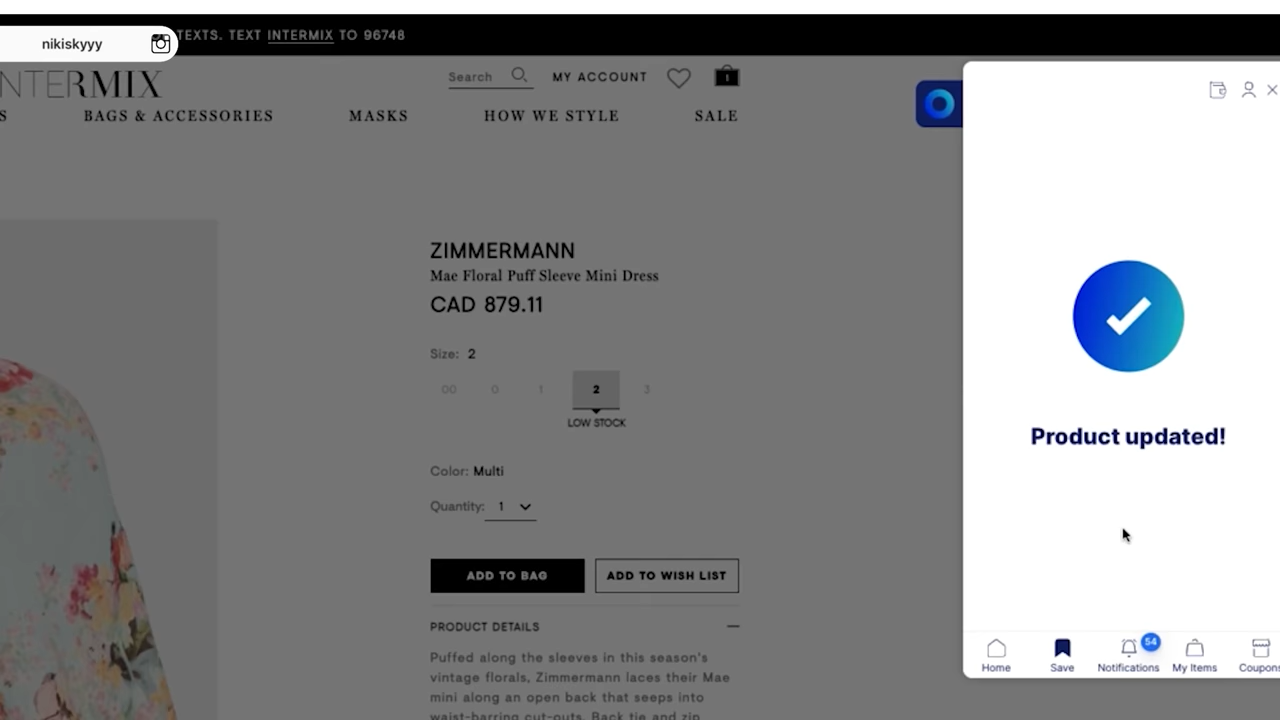 nikiskyyy
TEXTS. TEXT INTERMIX TO 96748
NTERMIX
Search
MY ACCOUNT
1
S
BAGS & ACCESSORIES
MASKS
HOW WE STYLE
SALE
ZIMMERMANN
Mae Floral Puff Sleeve Mini Dress
CAD 879.11
Size: 2
00 0 1 2 3
LOW STOCK
Color: Multi
Quantity: 1
ADD TO BAG
ADD TO WISH LIST
PRODUCT DETAILS
Puffed along the sleeves in this season's
vintage florals, Zimmermann laces their Mae
mini along an open back that seeps into
waist-barring cut-outs. Back tie and zip
Product updated!
54
Home
Save
Notifications
My Items
Coupons